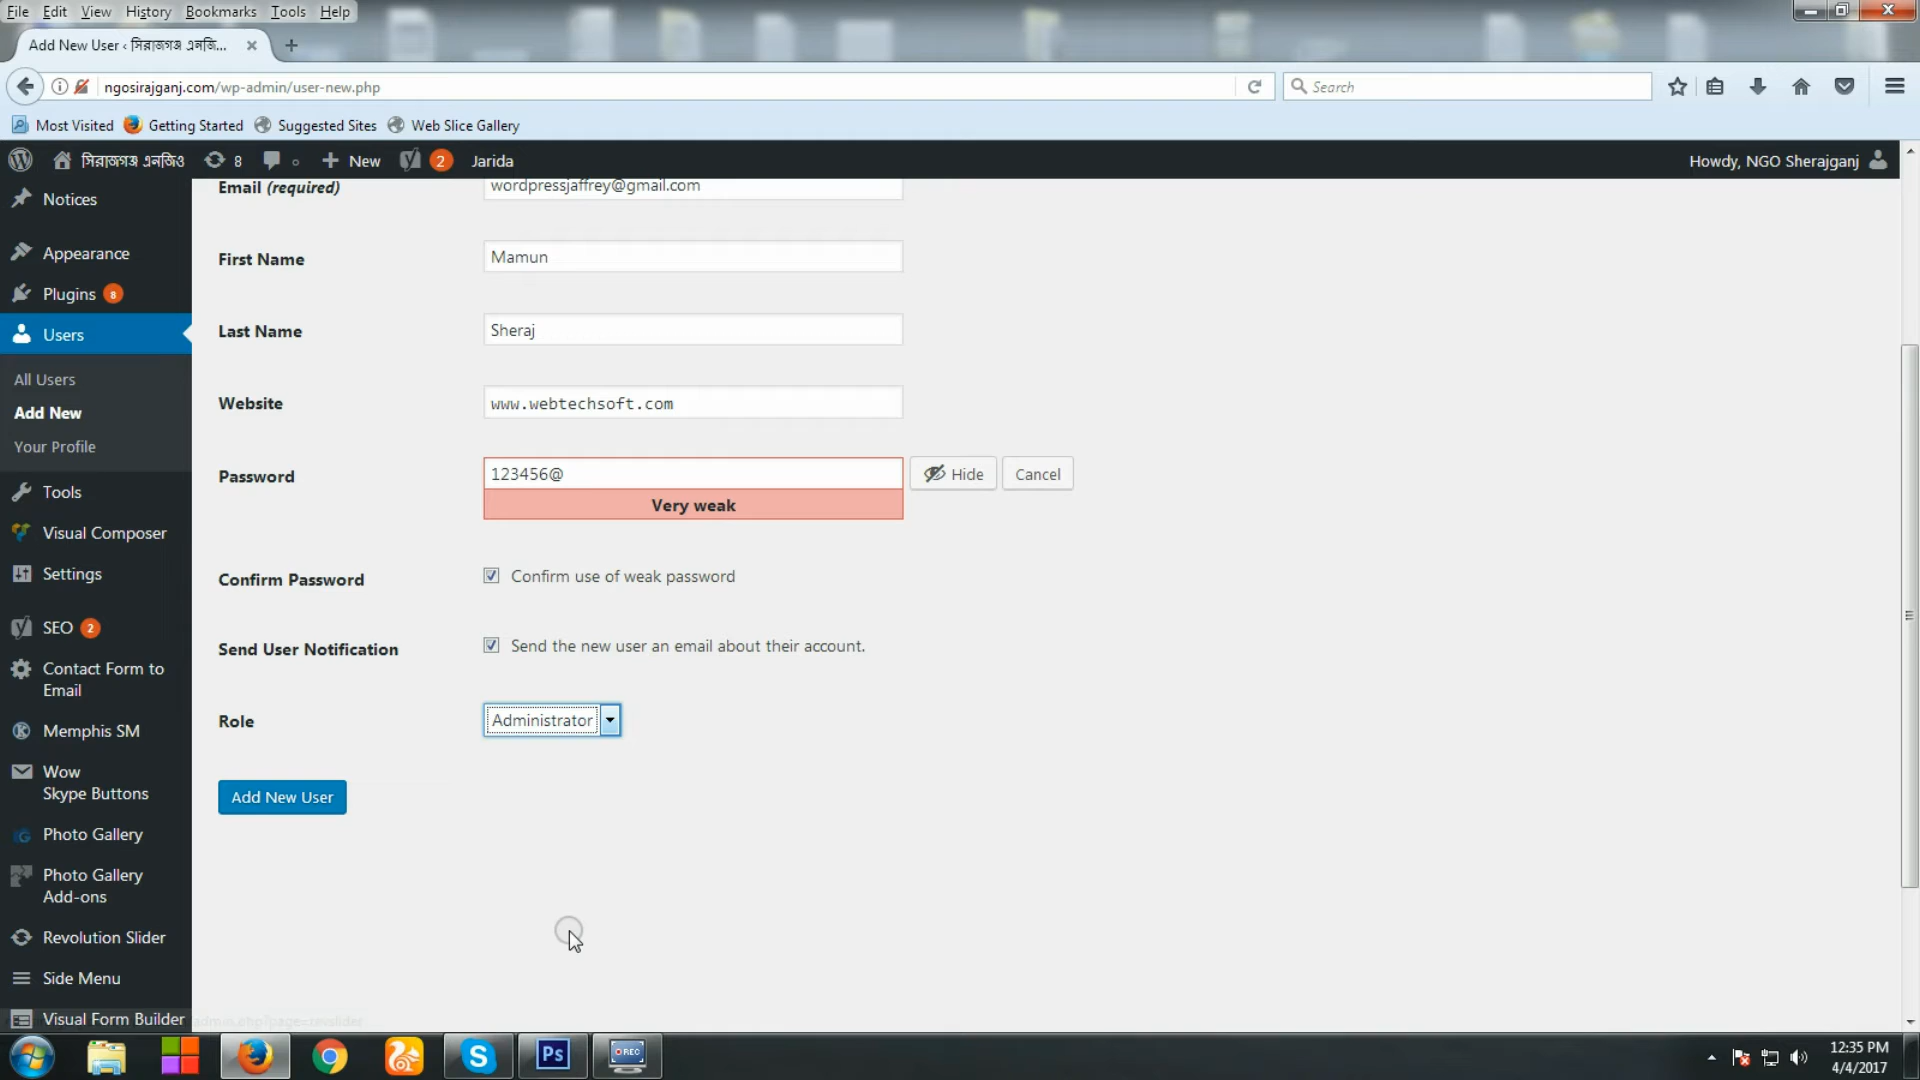 File Edit View History Bookmarks Tools Help
Add New User ‹ সিরাজগঞ্জ এনজি...
ngosirajganj.com/wp-admin/user-new.php
Search
Most Visited Getting Started Suggested Sites Web Slice Gallery
সিরাজগঞ্জ এনজিও 8 0 New 2 Jarida Howdy, NGO Sherajganj
Notices
Appearance
Plugins 8
Users
All Users
Add New
Your Profile
Tools
Visual Composer
Settings
SEO 2
Contact Form to
Email
Memphis SM
Wow
Skype Buttons
Photo Gallery
Photo Gallery
Add-ons
Revolution Slider
Side Menu
Visual Form Builder
Email (required) wordpressjaffrey@gmail.com
First Name Mamun
Last Name Sheraj
Website www.webtechsoft.com
Password 123456@ Hide Cancel
Very weak
Confirm Password Confirm use of weak password
Send User Notification Send the new user an email about their account.
Role Administrator
Add New User
Ps
REC
12:35 PM
4/4/2017